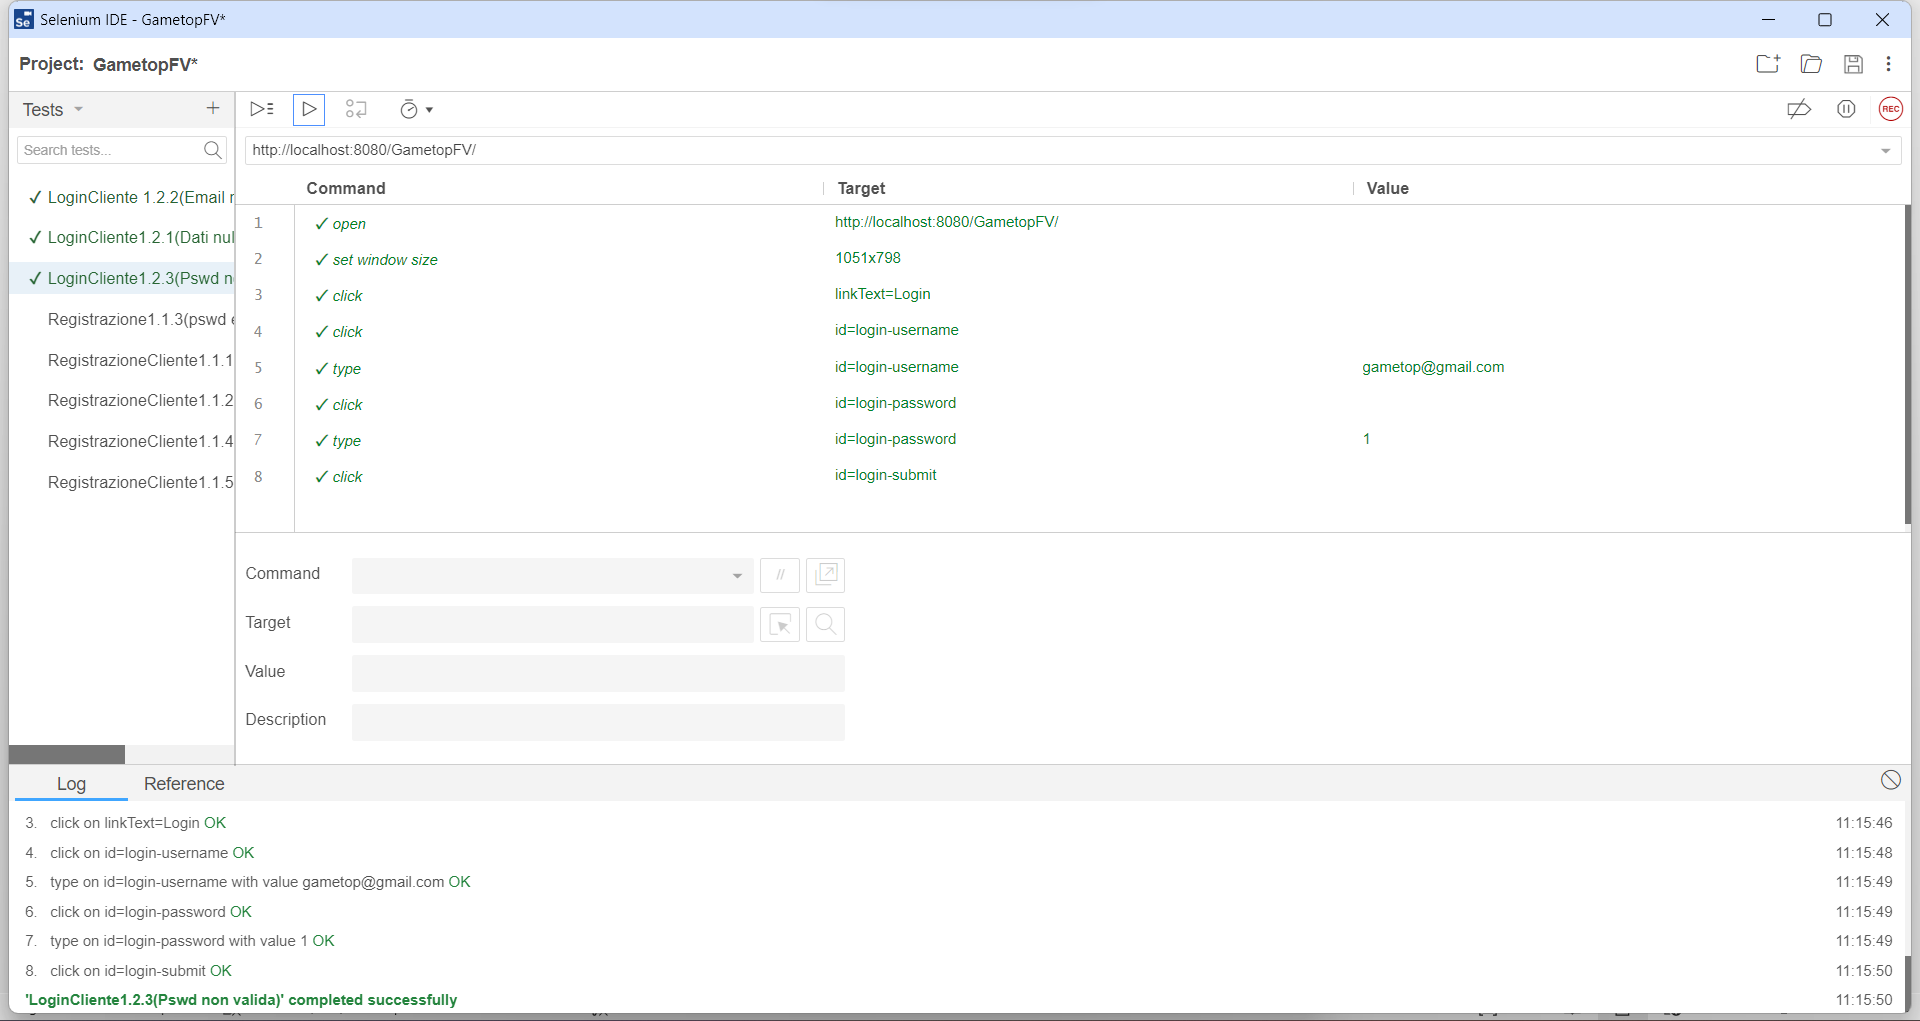 Selenium IDE - GametopFV*
Project: GametopFV*
Tests
Search tests...
LoginCliente 1.2.2(Email
LoginCliente1.2.1(Dati nul
LoginCliente1.2.3(Pswd n
Registrazione1.1.3(pswd
RegistrazioneCliente1.1.1
RegistrazioneCliente1.1.2
RegistrazioneCliente1.1.4
RegistrazioneCliente1.1.5
REC
http://localhost:8080/GametopFV/
Command Target Value
1 ✓ open http://localhost:8080/GametopFV/
2 ✓ set window size 1051x798
3 ✓ click linkText=Login
4 ✓ click id=login-username
5 ✓ type id=login-username gametop@gmail.com
6 ✓ click id=login-password
7 ✓ type id=login-password 1
8 ✓ click id=login-submit
Command //
Target
Value
Description
Log Reference
3. click on linkText=Login OK 11:15:46
4. click on id=login-username OK 11:15:48
5. type on id=login-username with value gametop@gmail.com OK 11:15:49
6. click on id=login-password OK 11:15:49
7. type on id=login-password with value 1 OK 11:15:49
8. click on id=login-submit OK 11:15:50
'LoginCliente1.2.3(Pswd non valida)' completed successfully 11:15:50